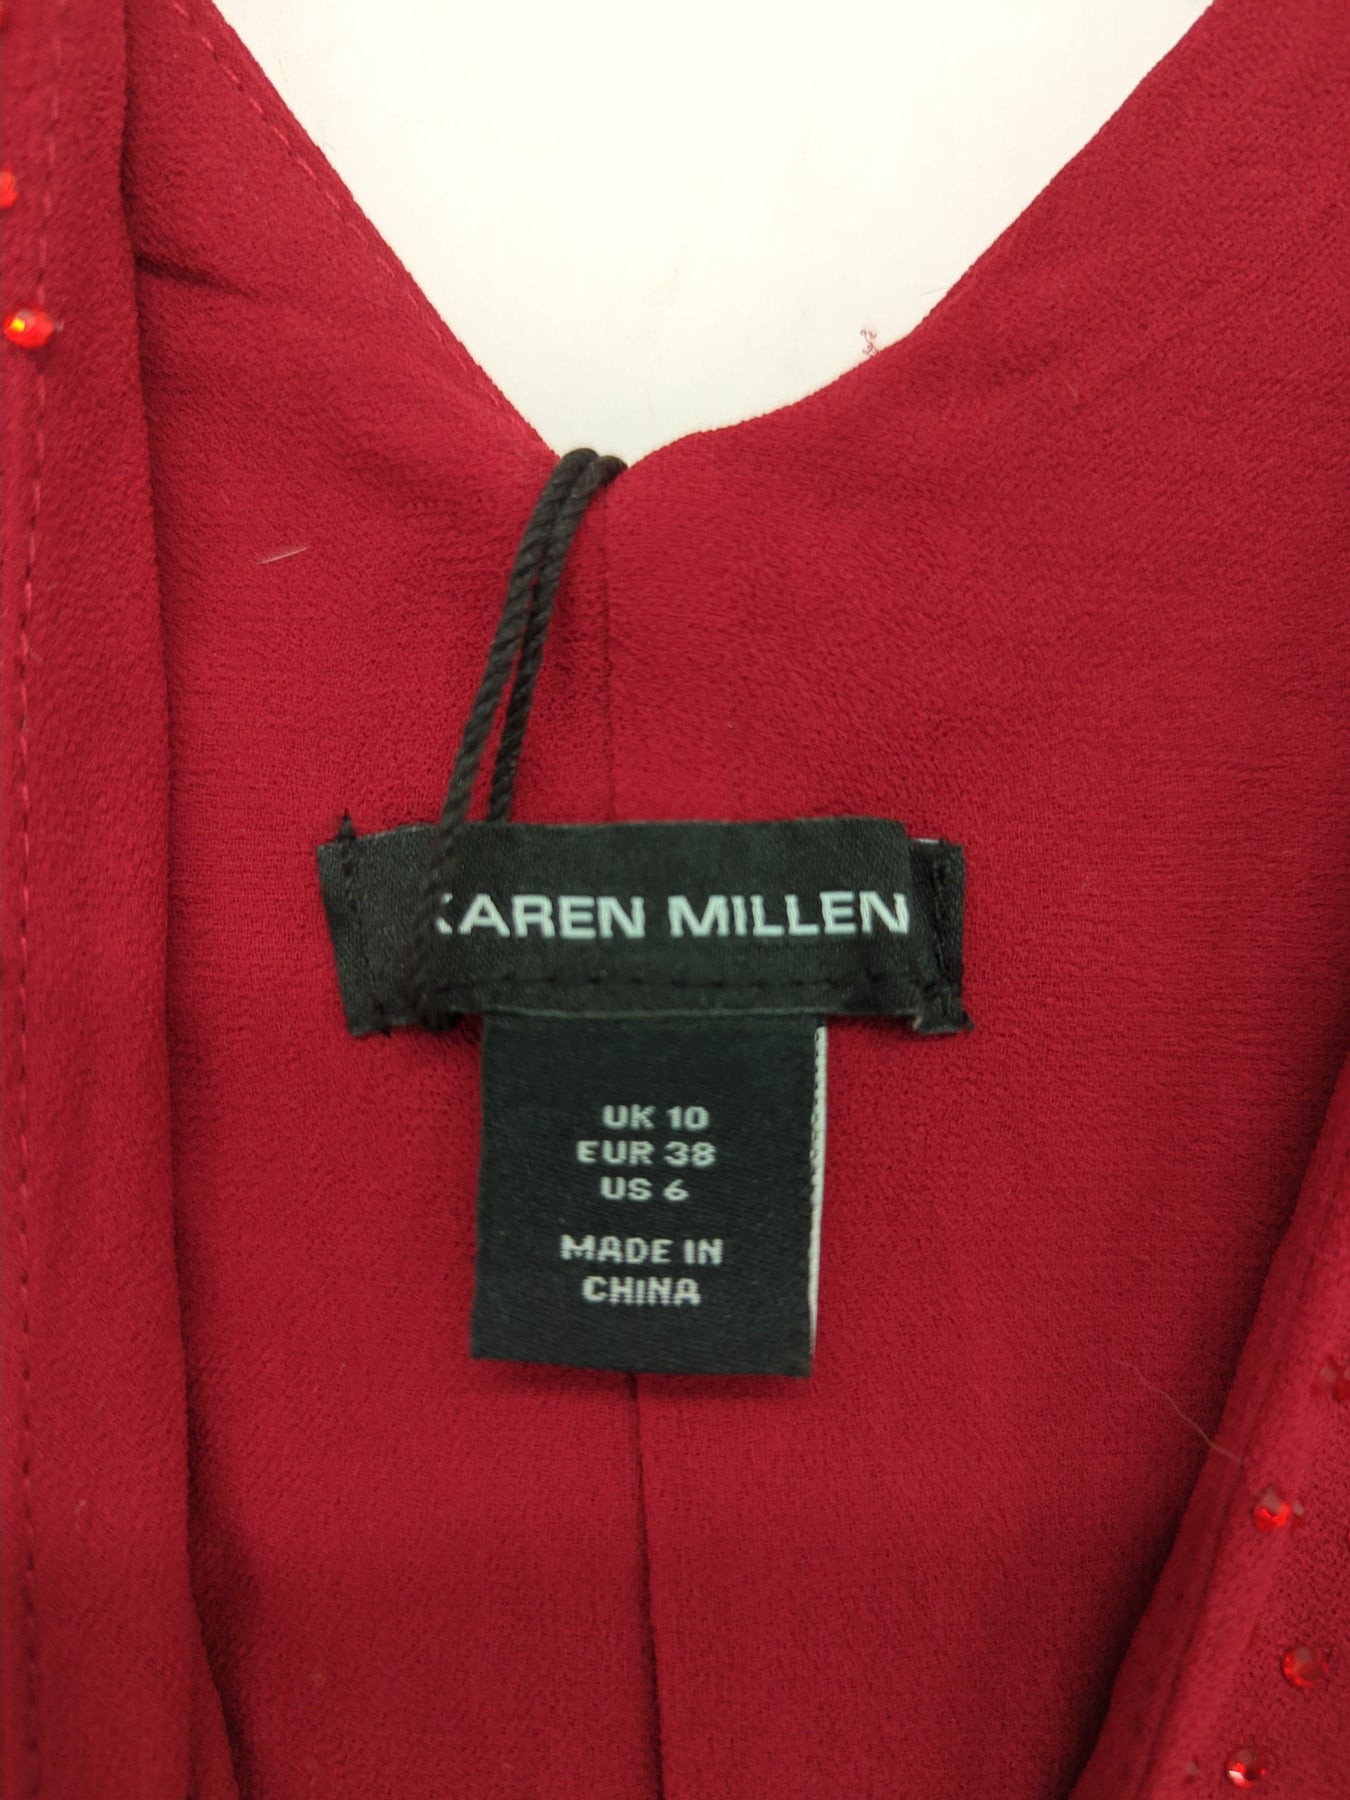 KAREN MILLEN
UK 10
EUR 38
US 6
MADE IN
CHINA